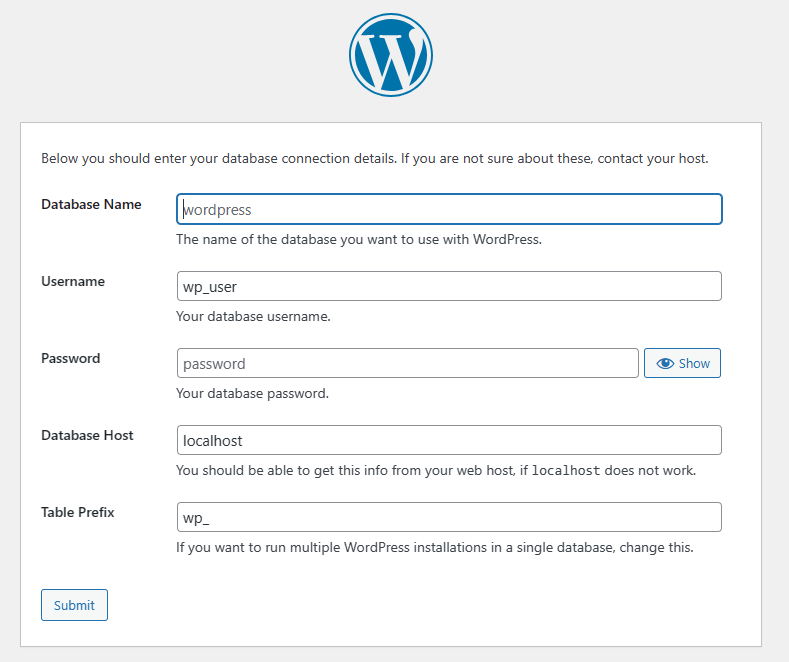 Below you should enter your database connection details. If you are not sure about these, contact your host.
Database Name
wordpress
The name of the database you want to use with WordPress.
Username
wp_user
Your database username.
Password
password
Show
Your database password.
Database Host
localhost
You should be able to get this info from your web host, if localhost does not work.
Table Prefix
wp_
If you want to run multiple WordPress installations in a single database, change this.
Submit